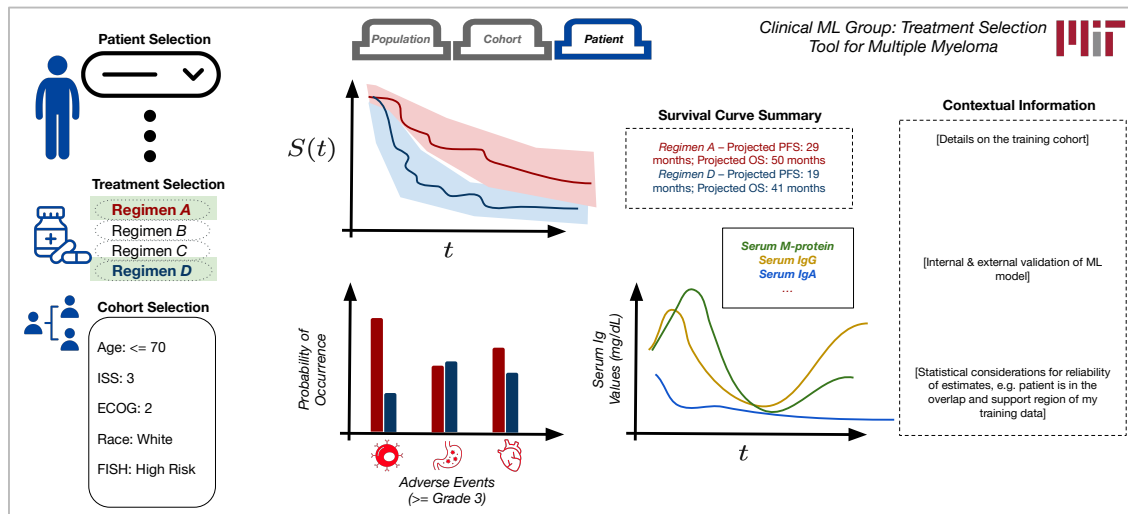 Patient Selection
Treatment Selection
Regimen A
Regimen B
Regimen C
Regimen D
Cohort Selection
Age: <= 70
ISS: 3
ECOG: 2
Race: White
FISH: High Risk
Population
Cohort
Patient
Clinical ML Group: Treatment Selection
Tool for Multiple Myeloma
MIT
S(t)
t
Survival Curve Summary
Regimen A – Projected PFS: 29
months; Projected OS: 50 months
Regimen D – Projected PFS: 19
months; Projected OS: 41 months
Probability of
Occurrence
Adverse Events
(>= Grade 3)
Serum M-protein
Serum IgG
Serum IgA
...
Serum Ig
Values (mg/dL)
t
Contextual Information
[Details on the training cohort]
[Internal & external validation of ML
model]
[Statistical considerations for reliability
of estimates, e.g. patient is in the
overlap and support region of my
training data]